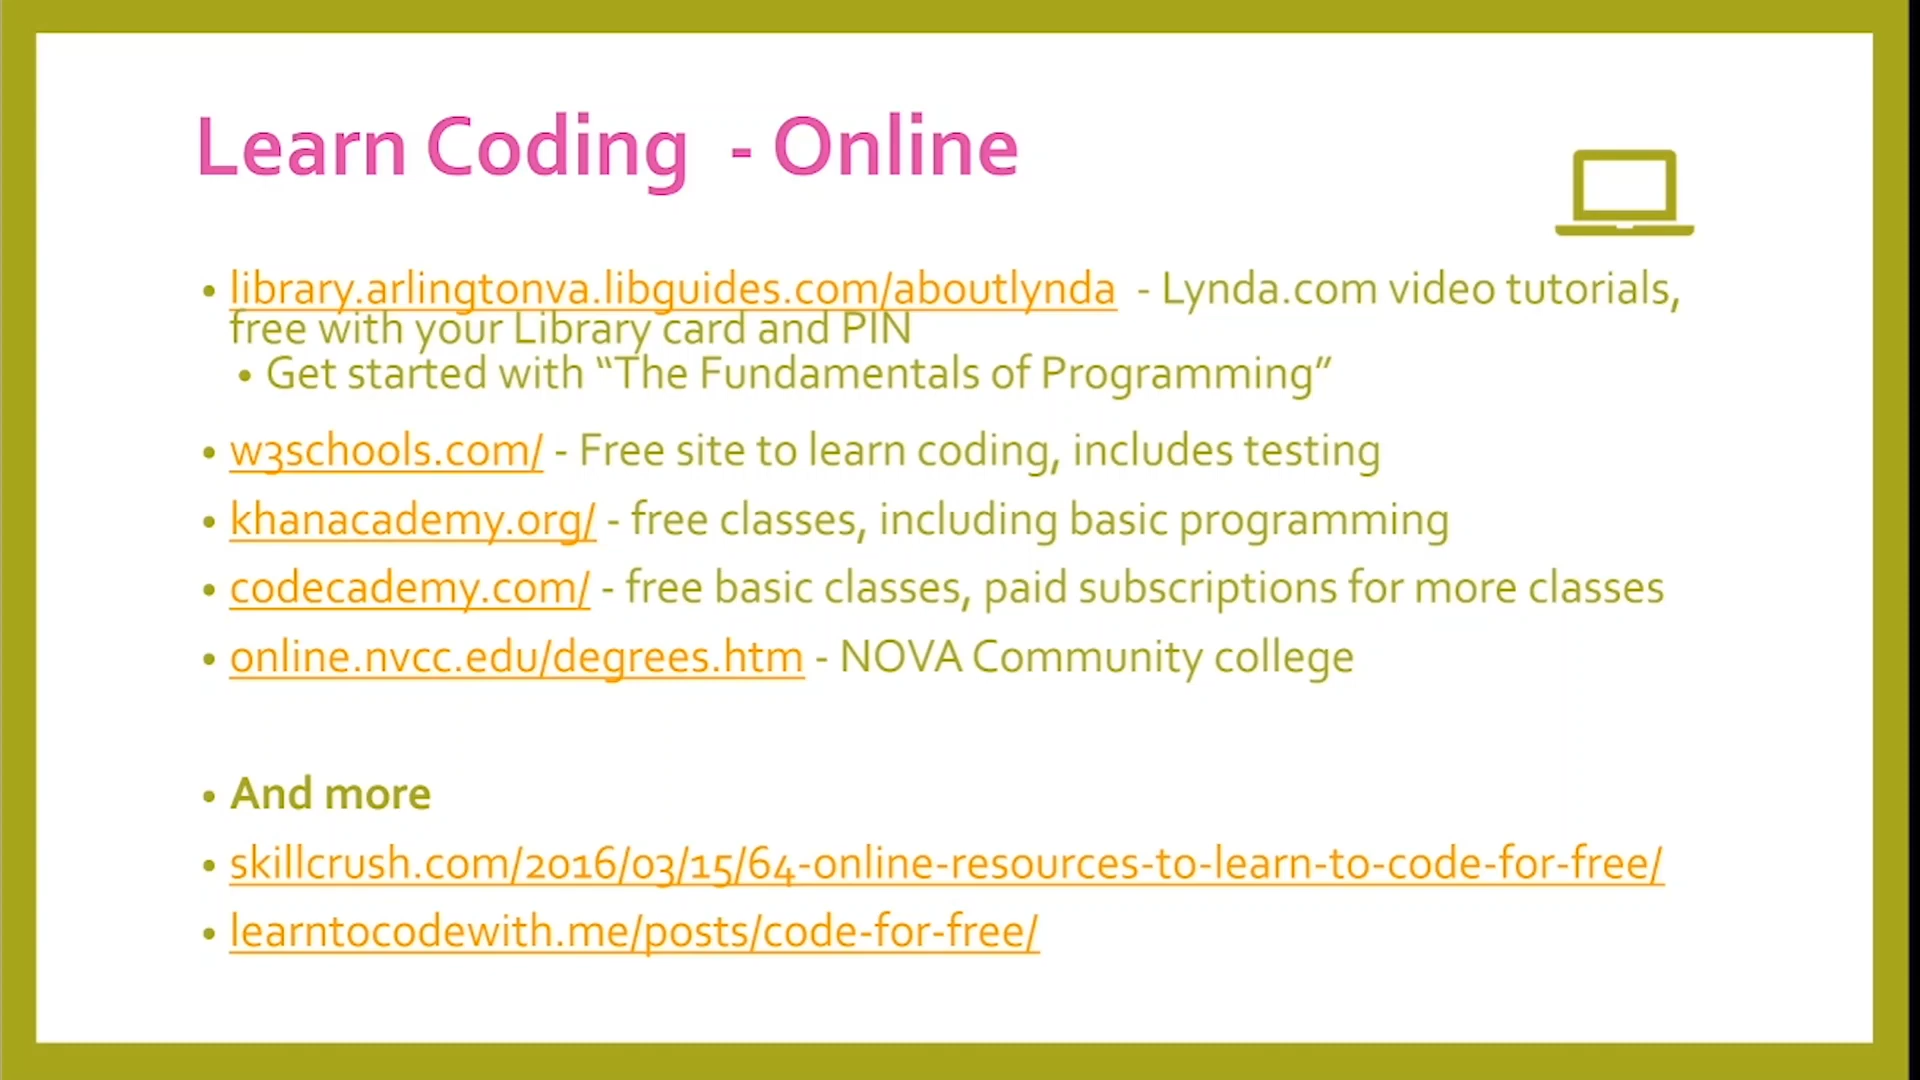 Learn Coding - Online
• library.arlingtonva.libguides.com/aboutlynda - Lynda.com video tutorials,
free with your Library card and PIN
• Get started with “The Fundamentals of Programming”
• w3schools.com/ - Free site to learn coding, includes testing
• khanacademy.org/ - free classes, including basic programming
• codecademy.com/ - free basic classes, paid subscriptions for more classes
• online.nvcc.edu/degrees.htm - NOVA Community college
• And more
• skillcrush.com/2016/03/15/64-online-resources-to-learn-to-code-for-free/
• learntocodewith.me/posts/code-for-free/